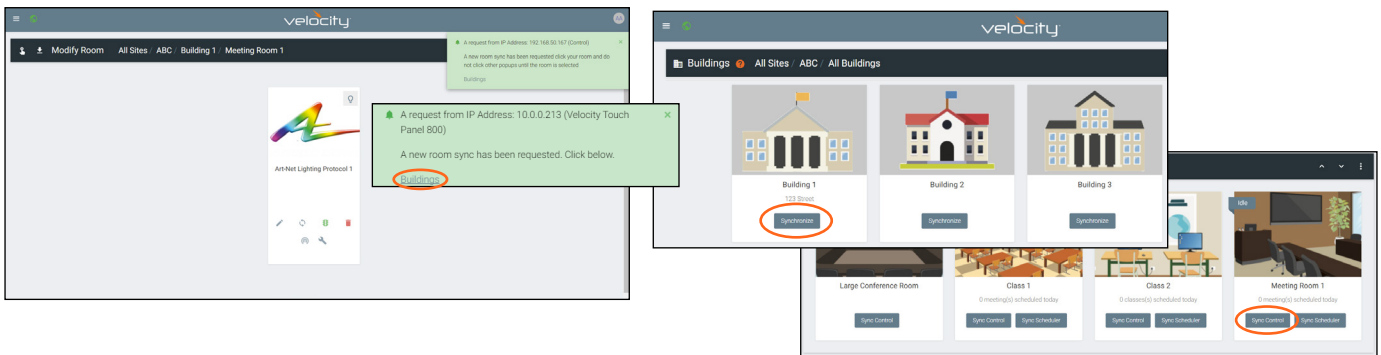 velocity
AA
Modify Room All Sites / ABC / Building 1 / Meeting Room 1
A request from IP Address: 192.168.50.167 (Control) ×
A new room sync has been requested click your room and do
not click other popups until the room is selected
Buildings
Art-Net Lighting Protocol 1
A request from IP Address: 10.0.0.213 (Velocity Touch ×
Panel 800)
A new room sync has been requested. Click below.
Buildings
velocity
Buildings ? All Sites / ABC / All Buildings
Building 1
123 Street
Synchronize
Building 2
Synchronize
Building 3
Synchronize
Idle
Large Conference Room
Sync Control
Class 1
0 meeting(s) scheduled today
Sync Control Sync Scheduler
Class 2
0 classes(s) scheduled today
Sync Control Sync Scheduler
Meeting Room 1
0 meeting(s) scheduled today
Sync Control Sync Scheduler